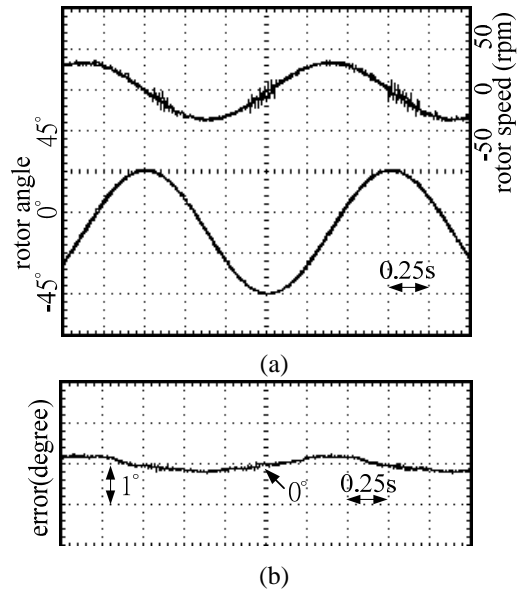 50
0
-50
rotor speed (rpm)
45°
0°
-45°
rotor angle
0.25s
(a)
error(degree)
1°
0°
0.25s
(b)